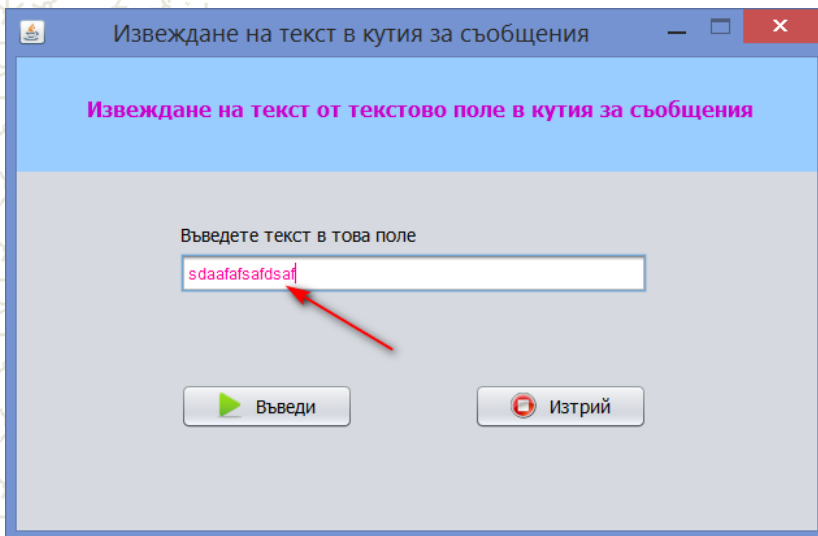 Извеждане на текст в кутия за съобщения
Извеждане на текст от текстово поле в кутия за съобщения
Въведете текст в това поле
sdaafafsafdsaf
Въведи
Изтрий